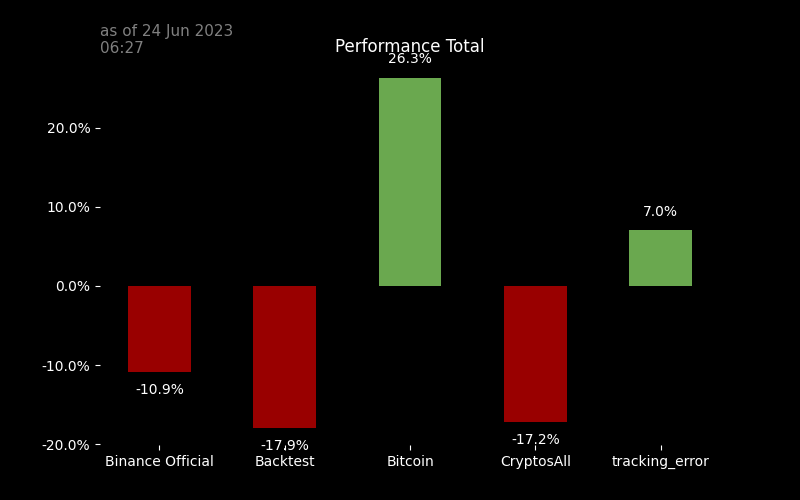 as of 24 Jun 2023
06:27
Performance Total
26.3%
20.0%
10.0%
7.0%
0.0%
-10.0%
-10.9%
-17.9%
-17.2%
-20.0%
Binance Official
Backtest
Bitcoin
CryptosAll
tracking_error